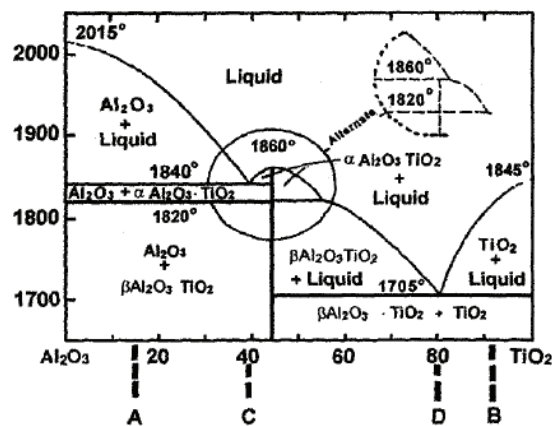 2015°
2000
1900
1800
1700
Liquid
Al₂O₃
+
Liquid
1860°
1820°
Alternate
1860°
α Al₂O₃ TiO₂
+
Liquid
1840°
1845°
Al₂O₃ + α Al₂O₃·TiO₂
1820°
Al₂O₃
+
βAl₂O₃ TiO₂
βAl₂O₃TiO₂
+ Liquid
TiO₂
+
Liquid
1705°
βAl₂O₃ · TiO₂ + TiO₂
Al₂O₃ 20 40 60 80 TiO₂
A C D B